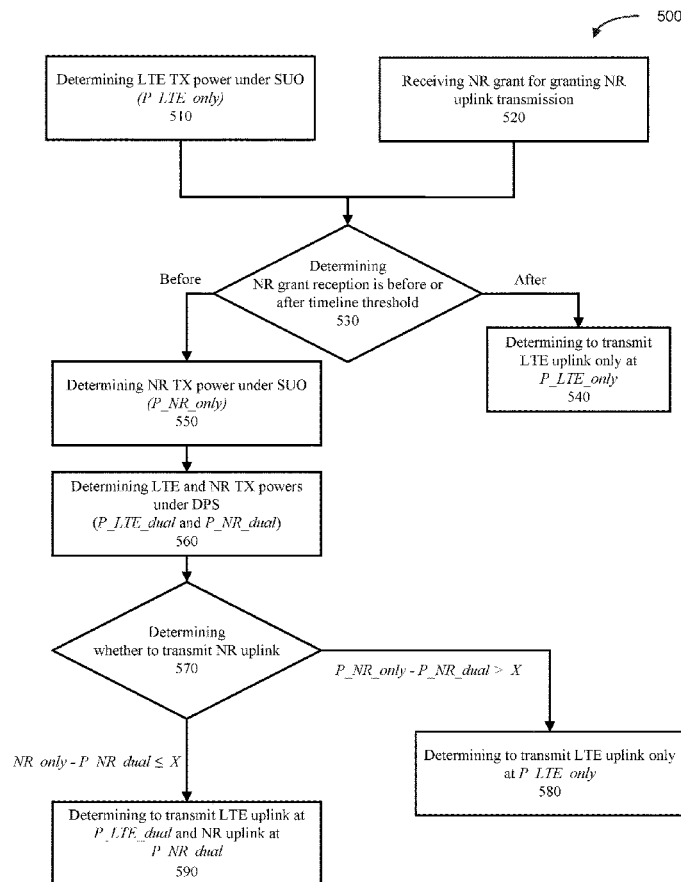 500
Determining LTE TX power under SUO
(P_LTE_only)
510
Receiving NR grant for granting NR
uplink transmission
520
Determining
NR grant reception is before or
after timeline threshold
530
Before
After
Determining to transmit
LTE uplink only at
P_LTE_only
540
Determining NR TX power under SUO
(P_NR_only)
550
Determining LTE and NR TX powers
under DPS
(P_LTE_dual and P_NR_dual)
560
Determining
whether to transmit NR uplink
570
P_NR_only - P_NR_dual > X
NR_only - P_NR_dual ≤ X
Determining to transmit LTE uplink only
at P_LTE_only
580
Determining to transmit LTE uplink at
P_LTE_dual and NR uplink at
P_NR_dual
590